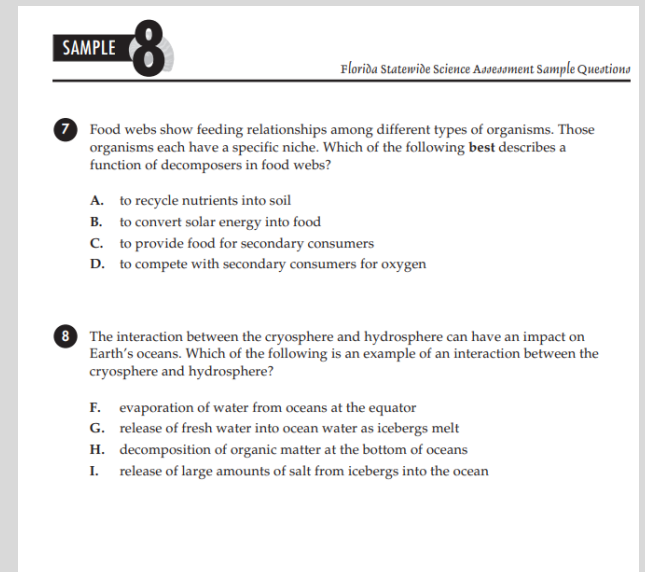 SAMPLE 8
Florida Statewide Science Assessment Sample Questions
7 Food webs show feeding relationships among different types of organisms. Those
organisms each have a specific niche. Which of the following best describes a
function of decomposers in food webs?
A. to recycle nutrients into soil
B. to convert solar energy into food
C. to provide food for secondary consumers
D. to compete with secondary consumers for oxygen
8 The interaction between the cryosphere and hydrosphere can have an impact on
Earth's oceans. Which of the following is an example of an interaction between the
cryosphere and hydrosphere?
F. evaporation of water from oceans at the equator
G. release of fresh water into ocean water as icebergs melt
H. decomposition of organic matter at the bottom of oceans
I. release of large amounts of salt from icebergs into the ocean